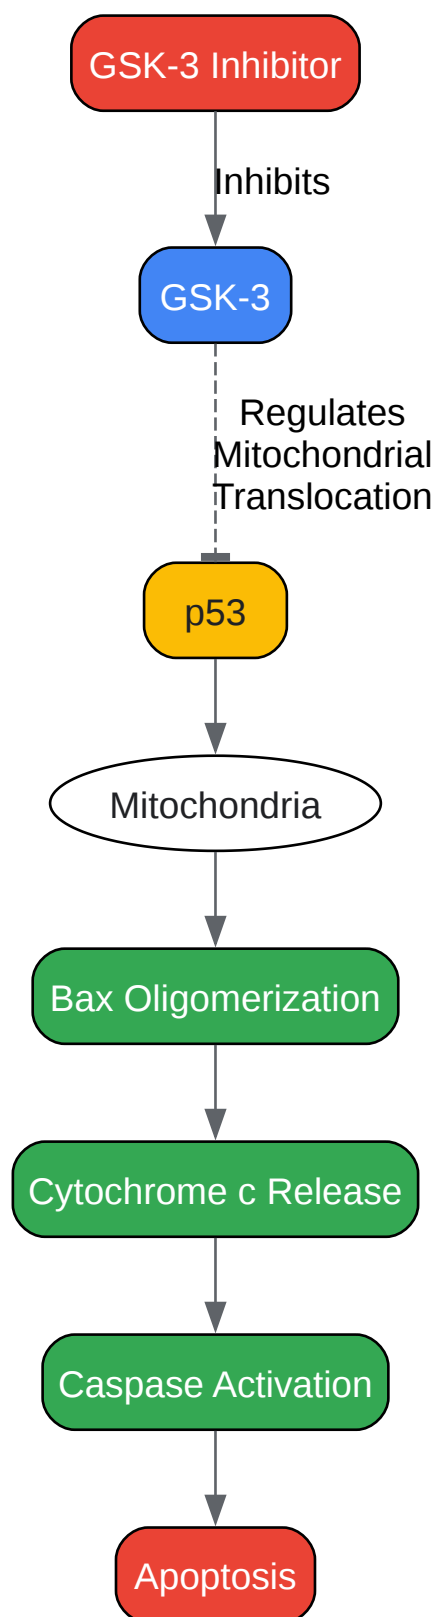 GSK-3 Inhibitor
Inhibits
GSK-3
Regulates
Mitochondrial
Translocation
p53
Mitochondria
Bax Oligomerization
Cytochrome c Release
Caspase Activation
Apoptosis